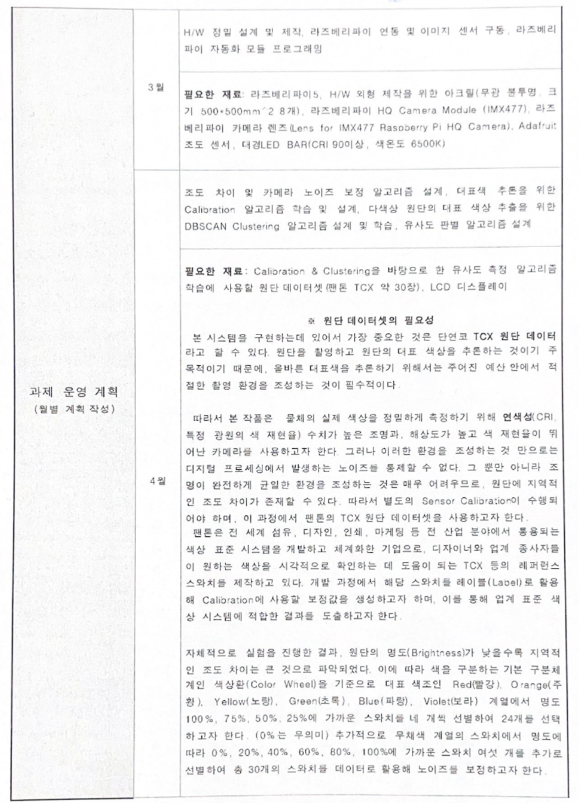 H/W 정밀 설계 및 제작, 라즈베리파이 연동 및 이미지 센서 구동, 라즈베리
파이 자동화 모듈 프로그래밍
3월
필요한 재료: 라즈베리파이5, H/W 외형 제작을 위한 아크릴(무광 불투명, 크
기 500×500mm^2 8개), 라즈베리파이 HQ Camera Module (IMX477), 라즈
베리파이 카메라 렌즈(Lens for IMX477 Raspberry Pi HQ Camera), Adafruit
조도 센서, 대경LED BAR(CRI 90이상, 색온도 6500K)
조도 차이 및 카메라 노이즈 보정 알고리즘 설계, 대표색 추론을 위한
Calibration 알고리즘 학습 및 설계, 다색상 원단의 대표 색상 추출을 위한
DBSCAN Clustering 알고리즘 설계 및 학습, 유사도 판별 알고리즘 설계
필요한 재료: Calibration & Clustering을 바탕으로 한 유사도 측정 알고리즘
학습에 사용할 원단 데이터셋(팬톤 TCX 약 30장), LCD 디스플레이
※ 원단 데이터셋의 필요성
본 시스템을 구현하는데 있어서 가장 중요한 것은 단연코 TCX 원단 데이터
라고 할 수 있다. 원단을 촬영하고 원단의 대표 색상을 추론하는 것이기 주
목적이기 때문에, 올바른 대표색을 추론하기 위해서는 주어진 예산 안에서 적
절한 촬영 환경을 조성하는 것이 필수적이다.
과제 운영 계획
(월별 계획 작성)
4월
따라서 본 작품은 물체의 실제 색상을 정밀하게 측정하기 위해 연색성(CRI,
특정 광원의 색 재현율) 수치가 높은 조명과, 해상도가 높고 색 재현율이 뛰
어난 카메라를 사용하고자 한다. 그러나 이러한 환경을 조성하는 것 만으로는
디지털 프로세싱에서 발생하는 노이즈를 통제할 수 없다. 그 뿐만 아니라 조
명이 완전하게 균일한 환경을 조성하는 것은 매우 어려우므로, 원단에 지역적
인 조도 차이가 존재할 수 있다. 따라서 별도의 Sensor Calibration이 수행되
어야 하며, 이 과정에서 팬톤의 TCX 원단 데이터셋을 사용하고자 한다.
팬톤은 전 세계 섬유, 디자인, 인쇄, 마케팅 등 전 산업 분야에서 통용되는
색상 표준 시스템을 개발하고 체계화한 기업으로, 디자이너와 업계 종사자들
이 원하는 색상을 시각적으로 확인하는 데 도움이 되는 TCX 등의 레퍼런스
스와치를 제작하고 있다. 개발 과정에서 해당 스와치를 레이블(Label)로 활용
해 Calibration에 사용할 보정값을 생성하고자 하며, 이를 통해 업계 표준 색
상 시스템에 적합한 결과를 도출하고자 한다.
자체적으로 실험을 진행한 결과, 원단의 명도(Brightness)가 낮을수록 지역적
인 조도 차이는 큰 것으로 파악되었다. 이에 따라 색을 구분하는 기본 구분체
계인 색상환(Color Wheel)을 기준으로 대표 색조인 Red(빨강), Orange(주
황), Yellow(노랑), Green(초록), Blue(파랑), Violet(보라) 계열에서 명도
100%, 75%, 50%, 25%에 가까운 스와치를 네 개씩 선별하여 24개를 선택
하고자 한다. (0%는 무의미) 추가적으로 무채색 계열의 스와치에서 명도에
따라 0%, 20%, 40%, 60%, 80%, 100%에 가까운 스와치 여섯 개를 추가로
선별하여 총 30개의 스와치를 데이터로 활용해 노이즈를 보정하고자 한다.